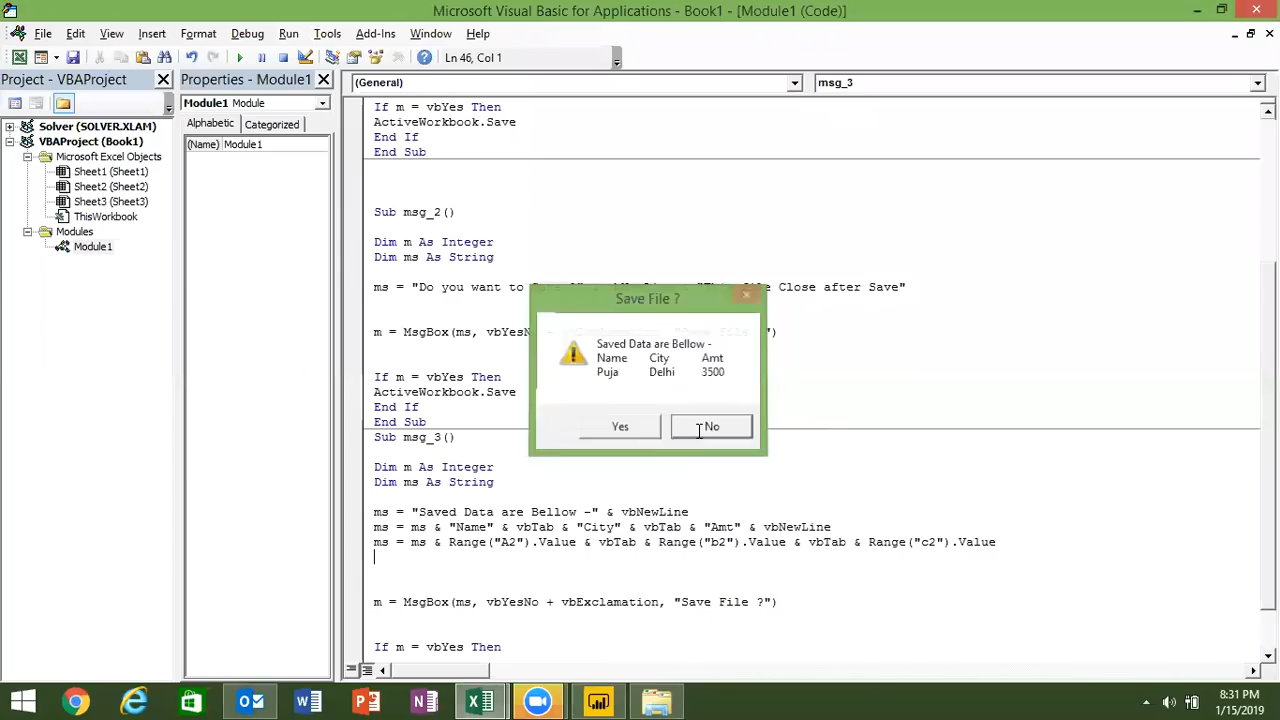 Microsoft Visual Basic for Applications - Book1 - [Module1 (Code)]
File Edit View Insert Format Debug Run Tools Add-Ins Window Help
Ln 46, Col 1
Project - VBAProject
Properties - Module1
(General)
msg_3
Module1 Module
Alphabetic Categorized
(Name) Module1
Solver (SOLVER.XLAM)
VBAProject (Book1)
Microsoft Excel Objects
Sheet1 (Sheet1)
Sheet2 (Sheet2)
Sheet3 (Sheet3)
ThisWorkbook
Modules
Module1
If m = vbYes Then
ActiveWorkbook.Save
End If
End Sub
Sub msg_2()
Dim m As Integer
Dim ms As String
ms = "Do you want to Close after Save"
m = MsgBox(ms, vbYesN ")
If m = vbYes Then
ActiveWorkbook.Save
End If
End Sub
Sub msg_3()
Dim m As Integer
Dim ms As String
ms = "Saved Data are Bellow -" & vbNewLine
ms = ms & "Name" & vbTab & "City" & vbTab & "Amt" & vbNewLine
ms = ms & Range("A2").Value & vbTab & Range("b2").Value & vbTab & Range("c2").Value
m = MsgBox(ms, vbYesNo + vbExclamation, "Save File ?")
If m = vbYes Then
Save File ?
Saved Data are Bellow -
Name City Amt
Puja Delhi 3500
Yes No
8:31 PM
1/15/2019